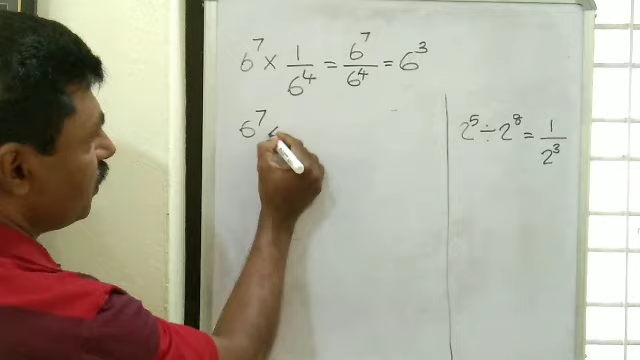 6⁷ × 1/6⁴ = 6⁷/6⁴ = 6³
6⁷
2⁵ ÷ 2⁸ = 1/2³